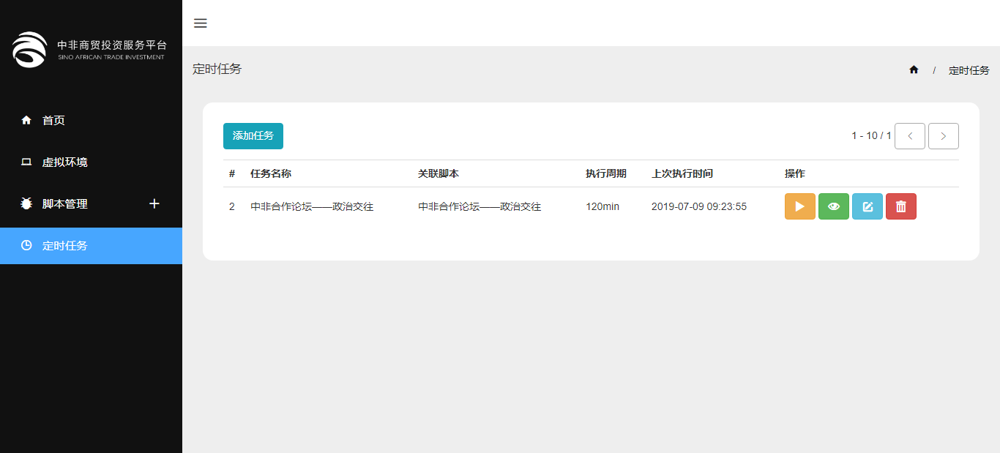 中非商贸投资服务平台
SINO AFRICAN TRADE INVESTMENT
首页
虚拟环境
脚本管理
定时任务
定时任务
/ 定时任务
添加任务
1 - 10 / 1
# 任务名称 关联脚本 执行周期 上次执行时间 操作
2 中非合作论坛——政治交往 中非合作论坛——政治交往 120min 2019-07-09 09:23:55